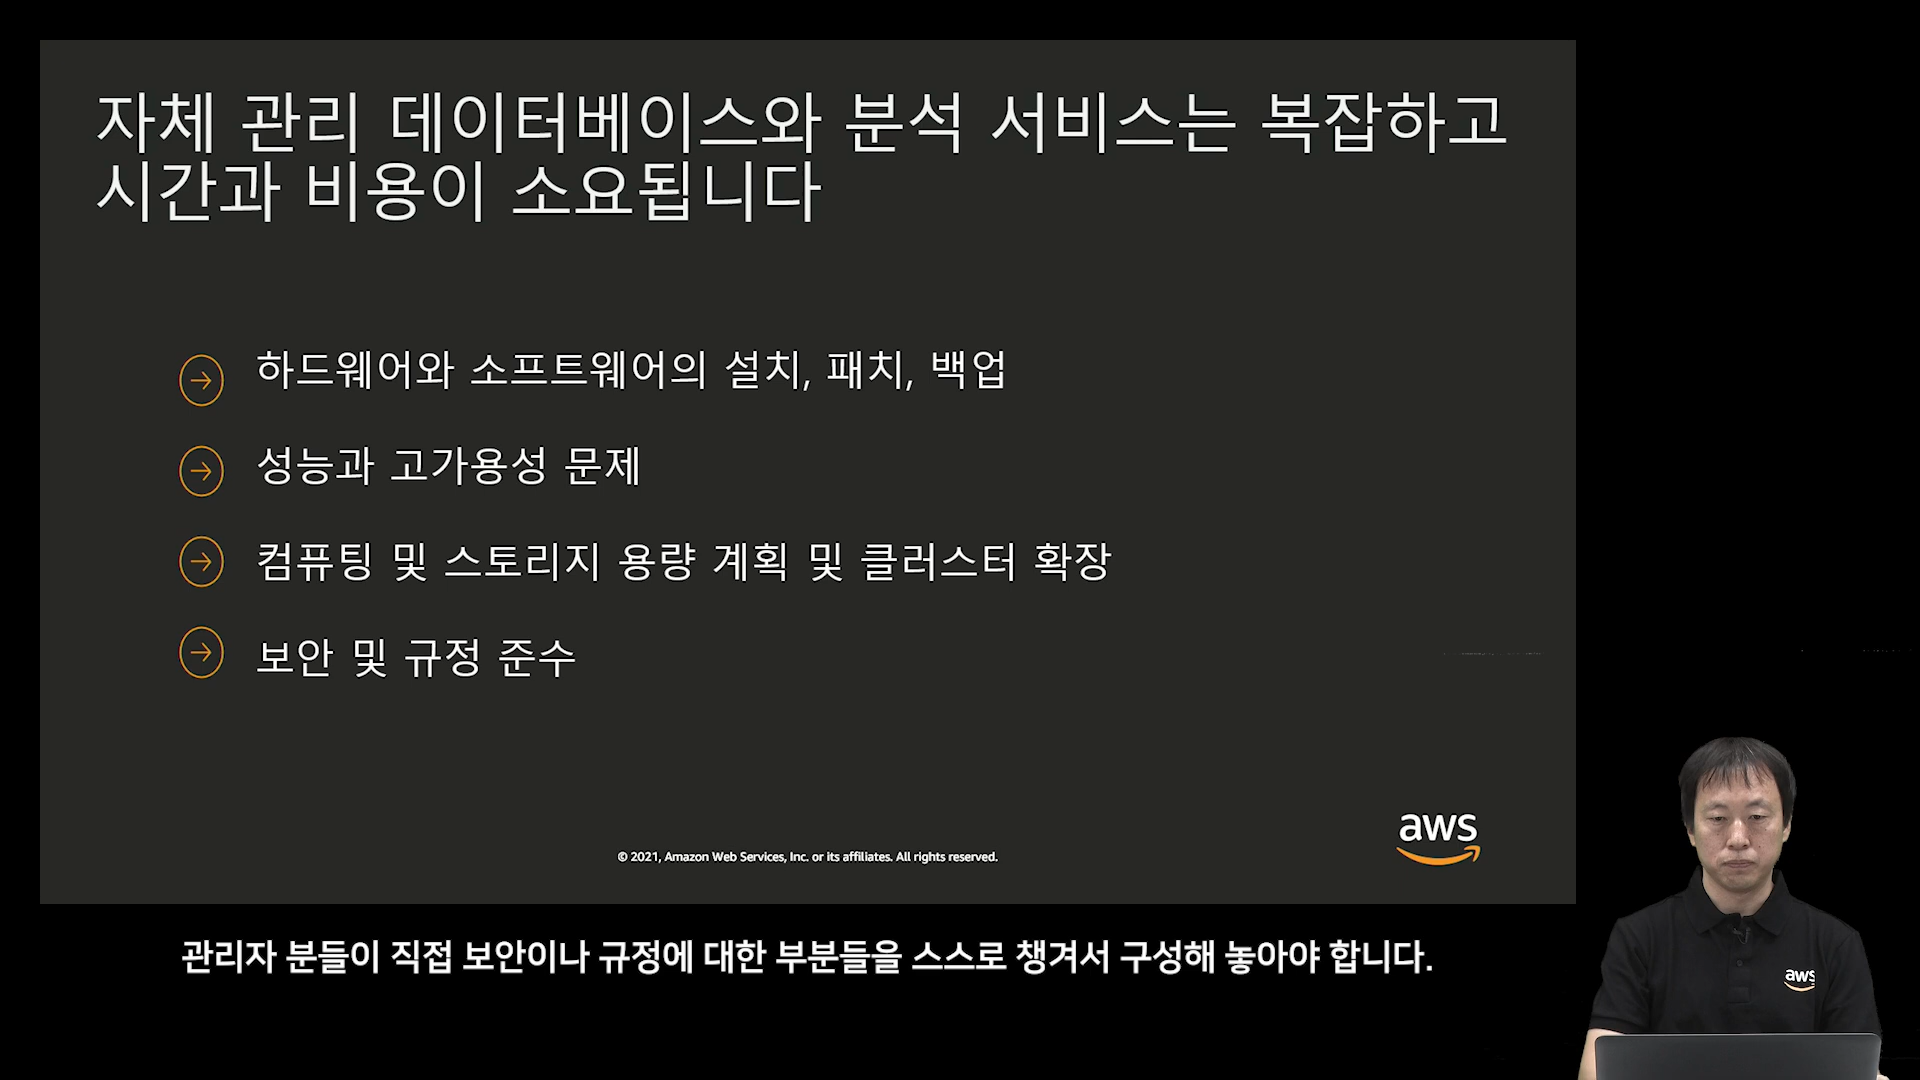 자체 관리 데이터베이스와 분석 서비스는 복잡하고
시간과 비용이 소요됩니다
하드웨어와 소프트웨어의 설치, 패치, 백업
성능과 고가용성 문제
컴퓨팅 및 스토리지 용량 계획 및 클러스터 확장
보안 및 규정 준수
aws
© 2021, Amazon Web Services, Inc. or its affiliates. All rights reserved.
관리자 분들이 직접 보안이나 규정에 대한 부분들을 스스로 챙겨서 구성해 놓아야 합니다.
aws